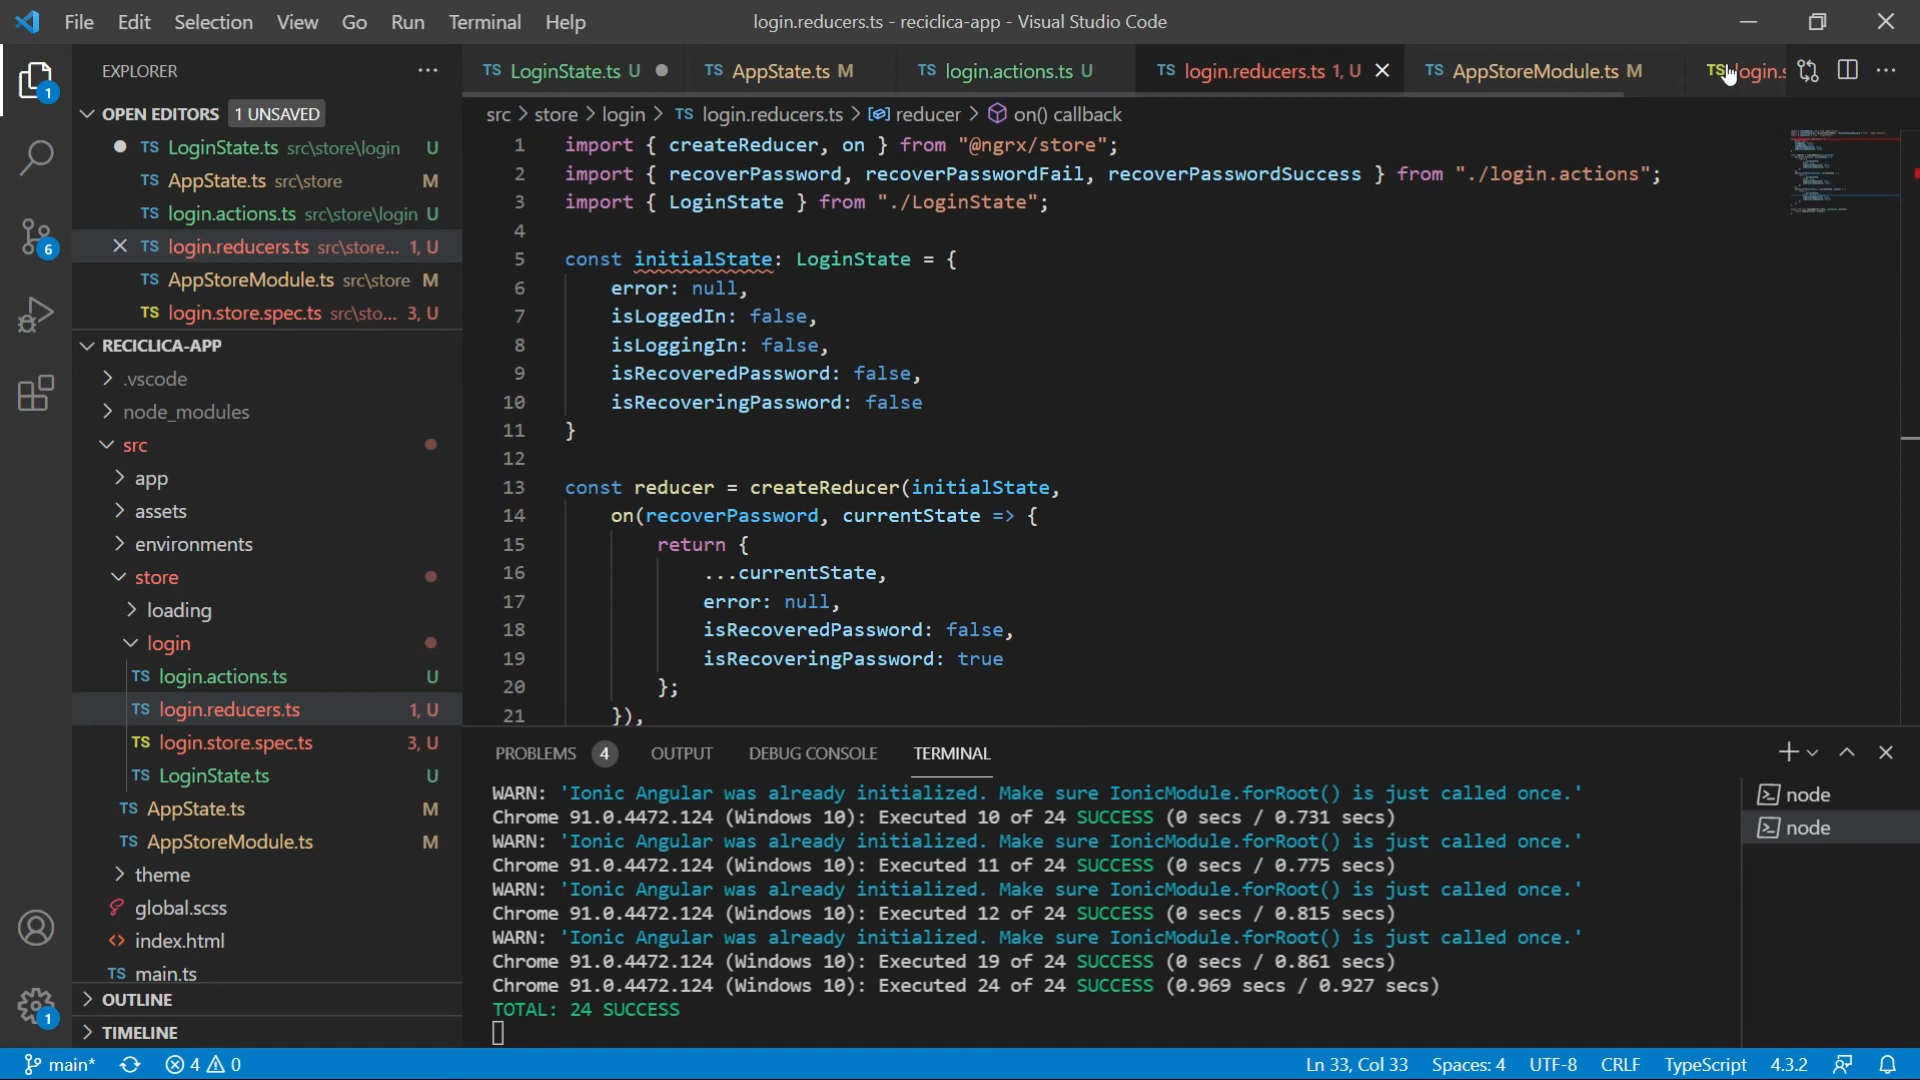 File Edit Selection View Go Run Terminal Help
login.reducers.ts - reciclica-app - Visual Studio Code
EXPLORER
OPEN EDITORS 1 UNSAVED
TS LoginState.ts src\store\login U
TS AppState.ts src\store M
TS login.actions.ts src\store\login U
TS login.reducers.ts src\store... 1, U
TS AppStoreModule.ts src\store M
TS login.store.spec.ts src\sto... 3, U
RECICLICA-APP
.vscode
node_modules
src
app
assets
environments
store
loading
login
TS login.actions.ts U
TS login.reducers.ts 1, U
TS login.store.spec.ts 3, U
TS LoginState.ts U
TS AppState.ts M
TS AppStoreModule.ts M
theme
global.scss
index.html
TS main.ts
OUTLINE
TIMELINE
1
6
1
TS LoginState.ts U TS AppState.ts M TS login.actions.ts U TS login.reducers.ts 1, U TS AppStoreModule.ts M TS login.s
src > store > login > TS login.reducers.ts > reducer > on() callback
1 import { createReducer, on } from "@ngrx/store";
2 import { recoverPassword, recoverPasswordFail, recoverPasswordSuccess } from "./login.actions";
3 import { LoginState } from "./LoginState";
4
5 const initialState: LoginState = {
6 error: null,
7 isLoggedIn: false,
8 isLoggingIn: false,
9 isRecoveredPassword: false,
10 isRecoveringPassword: false
11 }
12
13 const reducer = createReducer(initialState,
14 on(recoverPassword, currentState => {
15 return {
16 ...currentState,
17 error: null,
18 isRecoveredPassword: false,
19 isRecoveringPassword: true
20 };
21 }),
PROBLEMS 4 OUTPUT DEBUG CONSOLE TERMINAL
WARN: 'Ionic Angular was already initialized. Make sure IonicModule.forRoot() is just called once.'
Chrome 91.0.4472.124 (Windows 10): Executed 10 of 24 SUCCESS (0 secs / 0.731 secs)
WARN: 'Ionic Angular was already initialized. Make sure IonicModule.forRoot() is just called once.'
Chrome 91.0.4472.124 (Windows 10): Executed 11 of 24 SUCCESS (0 secs / 0.775 secs)
WARN: 'Ionic Angular was already initialized. Make sure IonicModule.forRoot() is just called once.'
Chrome 91.0.4472.124 (Windows 10): Executed 12 of 24 SUCCESS (0 secs / 0.815 secs)
WARN: 'Ionic Angular was already initialized. Make sure IonicModule.forRoot() is just called once.'
Chrome 91.0.4472.124 (Windows 10): Executed 19 of 24 SUCCESS (0 secs / 0.861 secs)
Chrome 91.0.4472.124 (Windows 10): Executed 24 of 24 SUCCESS (0.969 secs / 0.927 secs)
TOTAL: 24 SUCCESS
node
node
main* 4 0
Ln 33, Col 33 Spaces: 4 UTF-8 CRLF TypeScript 4.3.2